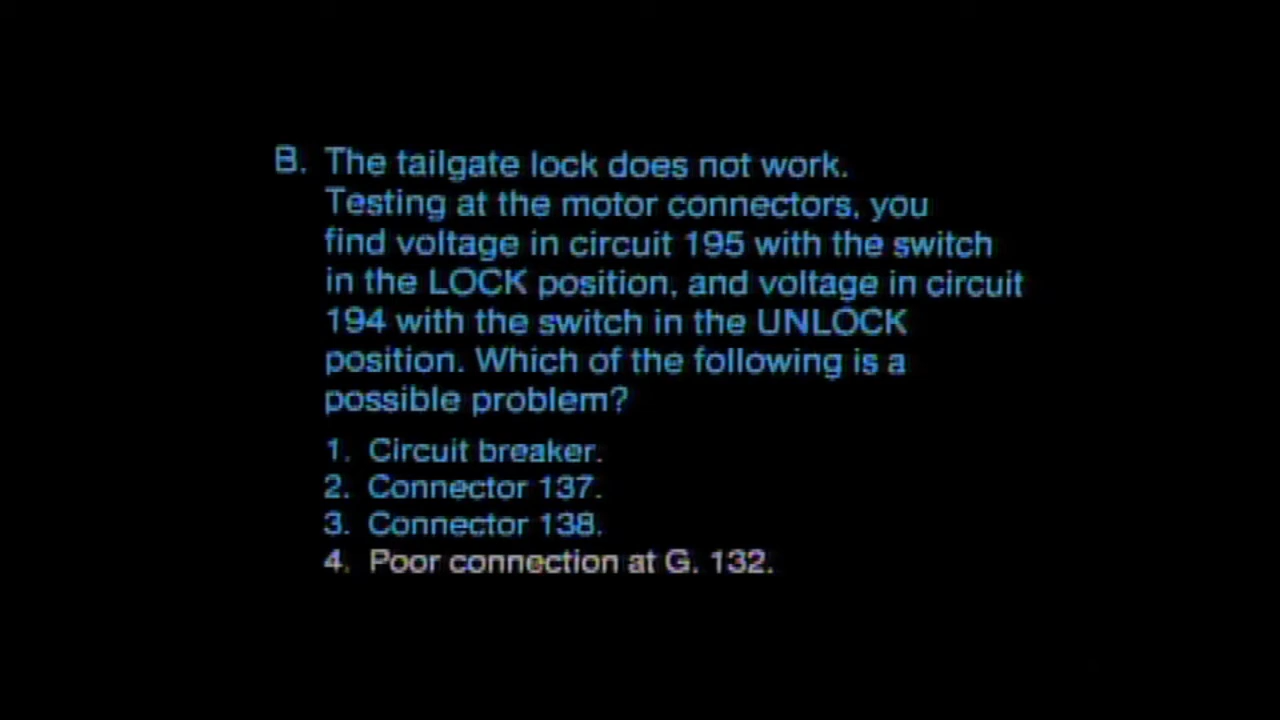 B. The tailgate lock does not work.
Testing at the motor connectors, you
find voltage in circuit 195 with the switch
in the LOCK position, and voltage in circuit
194 with the switch in the UNLOCK
position. Which of the following is a
possible problem?
1. Circuit breaker.
2. Connector 137.
3. Connector 138.
4. Poor connection at G. 132.